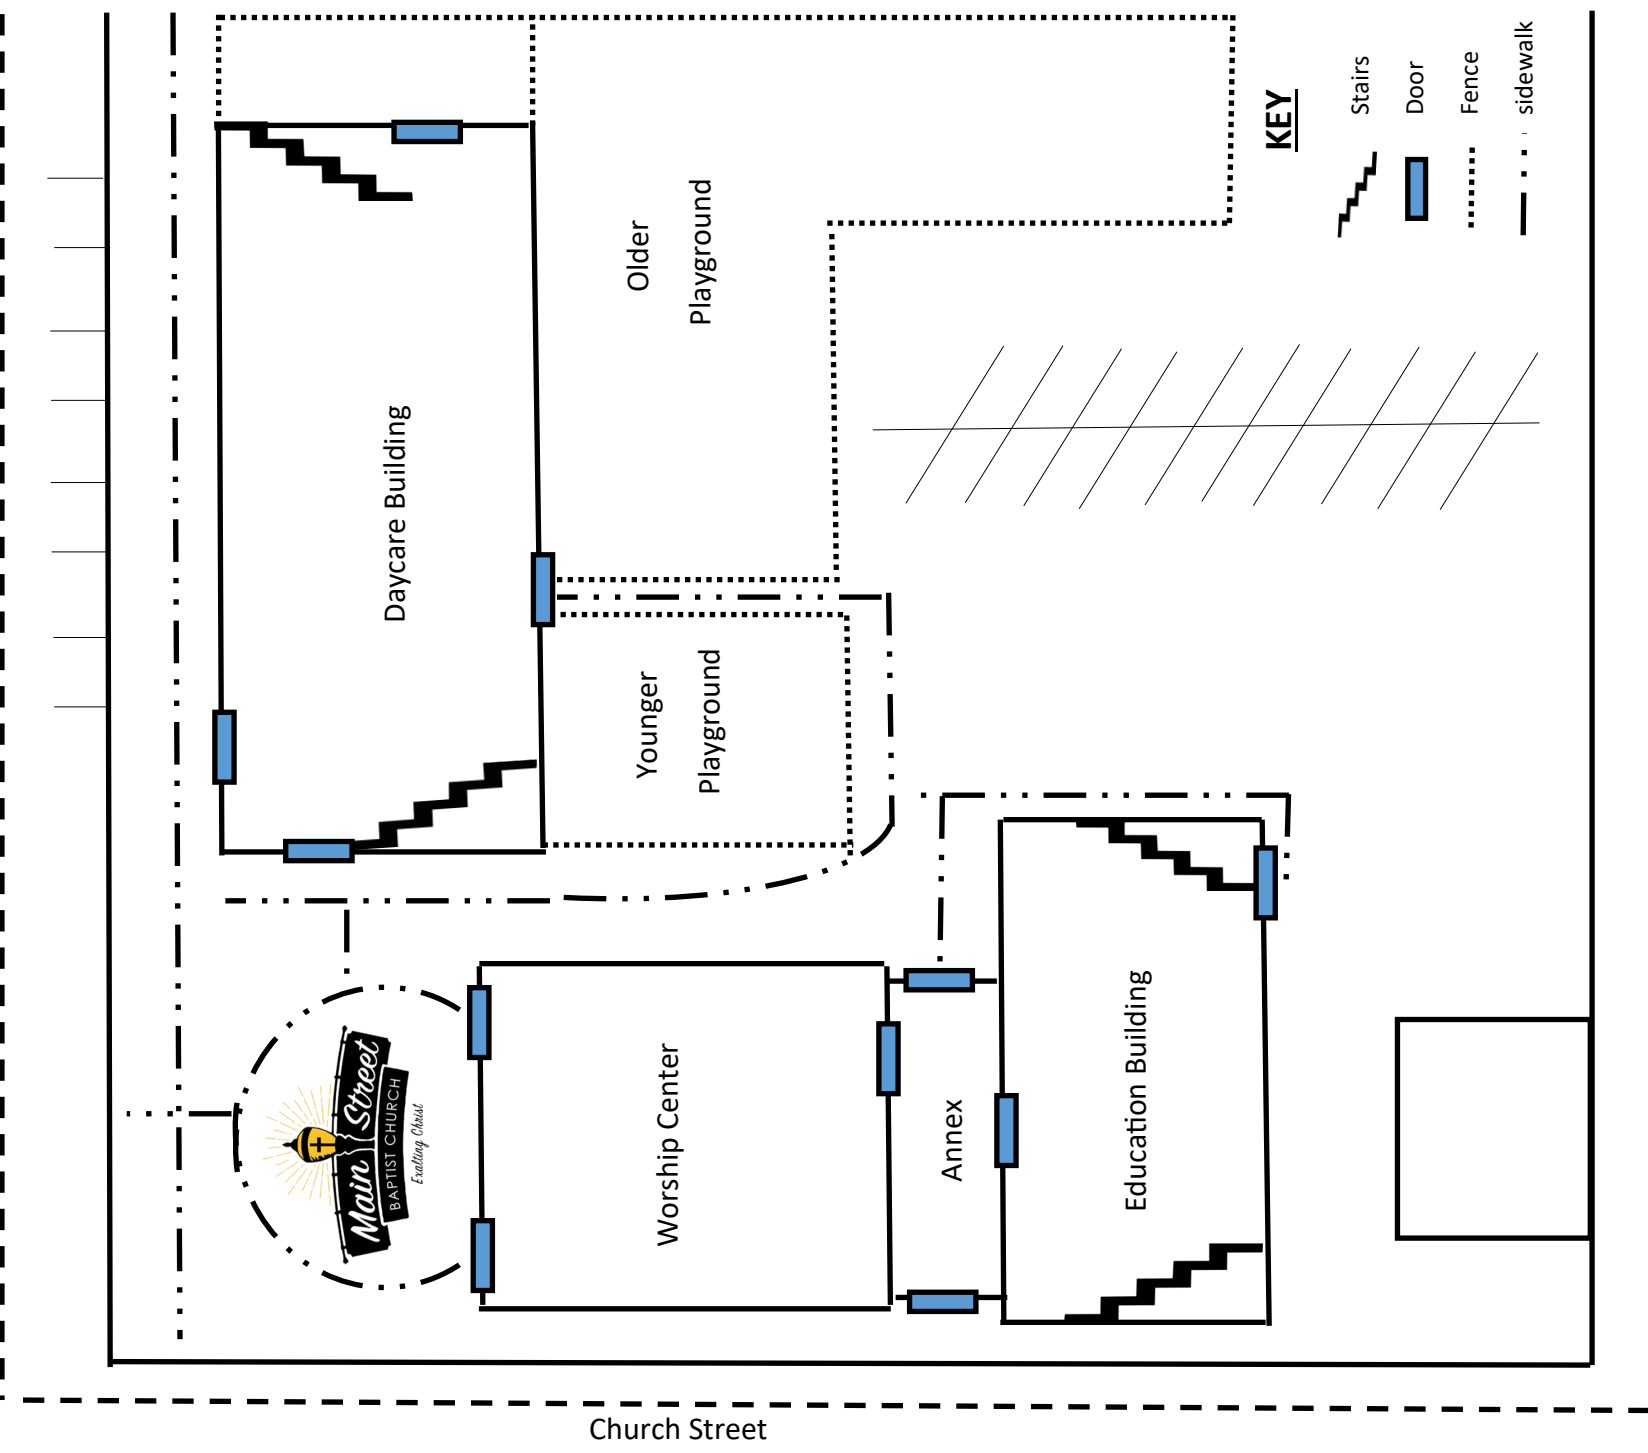 KEY
Stairs
Door
Fence
sidewalk
Older
Playground
Daycare Building
Younger
Playground
Main Street
BAPTIST CHURCH
Exalting Christ
Worship Center
Annex
Education Building
Church Street